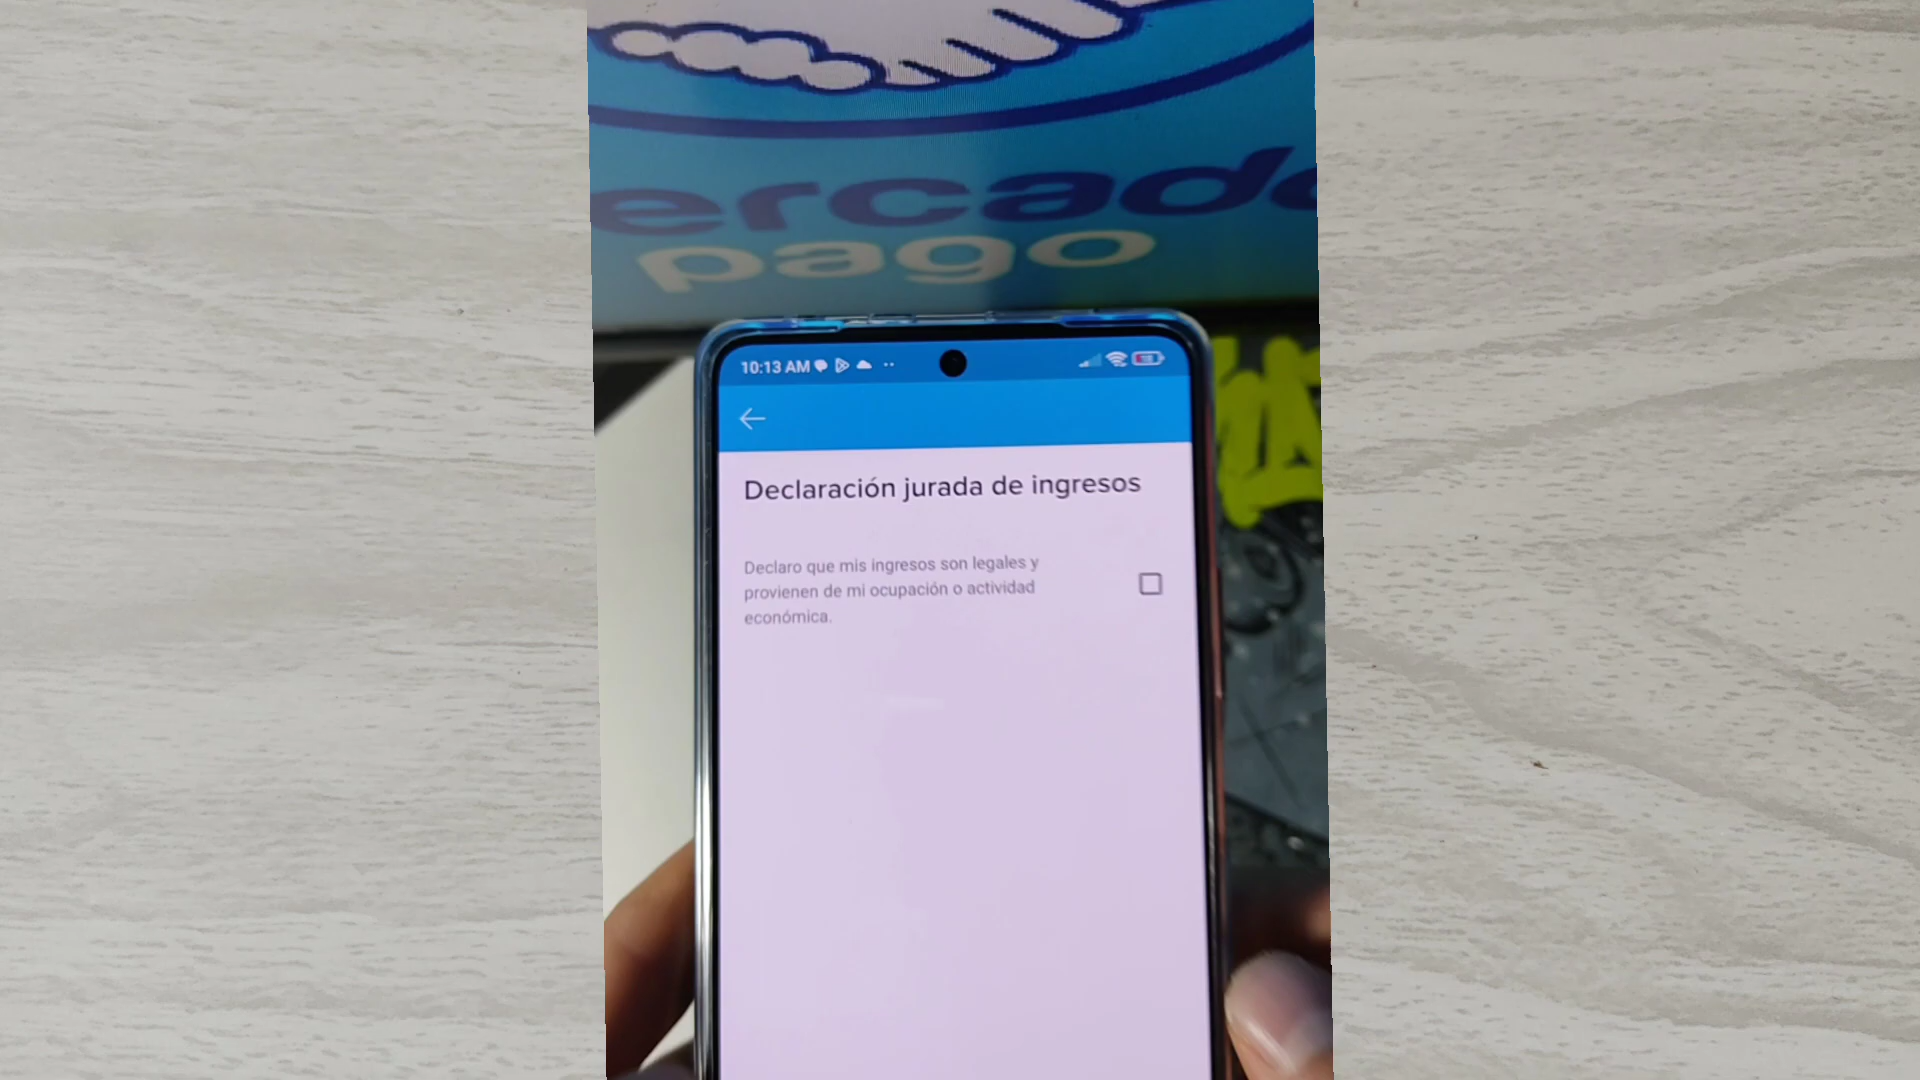 ercado
pago
10:13 AM
Declaración jurada de ingresos
Declaro que mis ingresos son legales y
provienen de mi ocupación o actividad
económica.